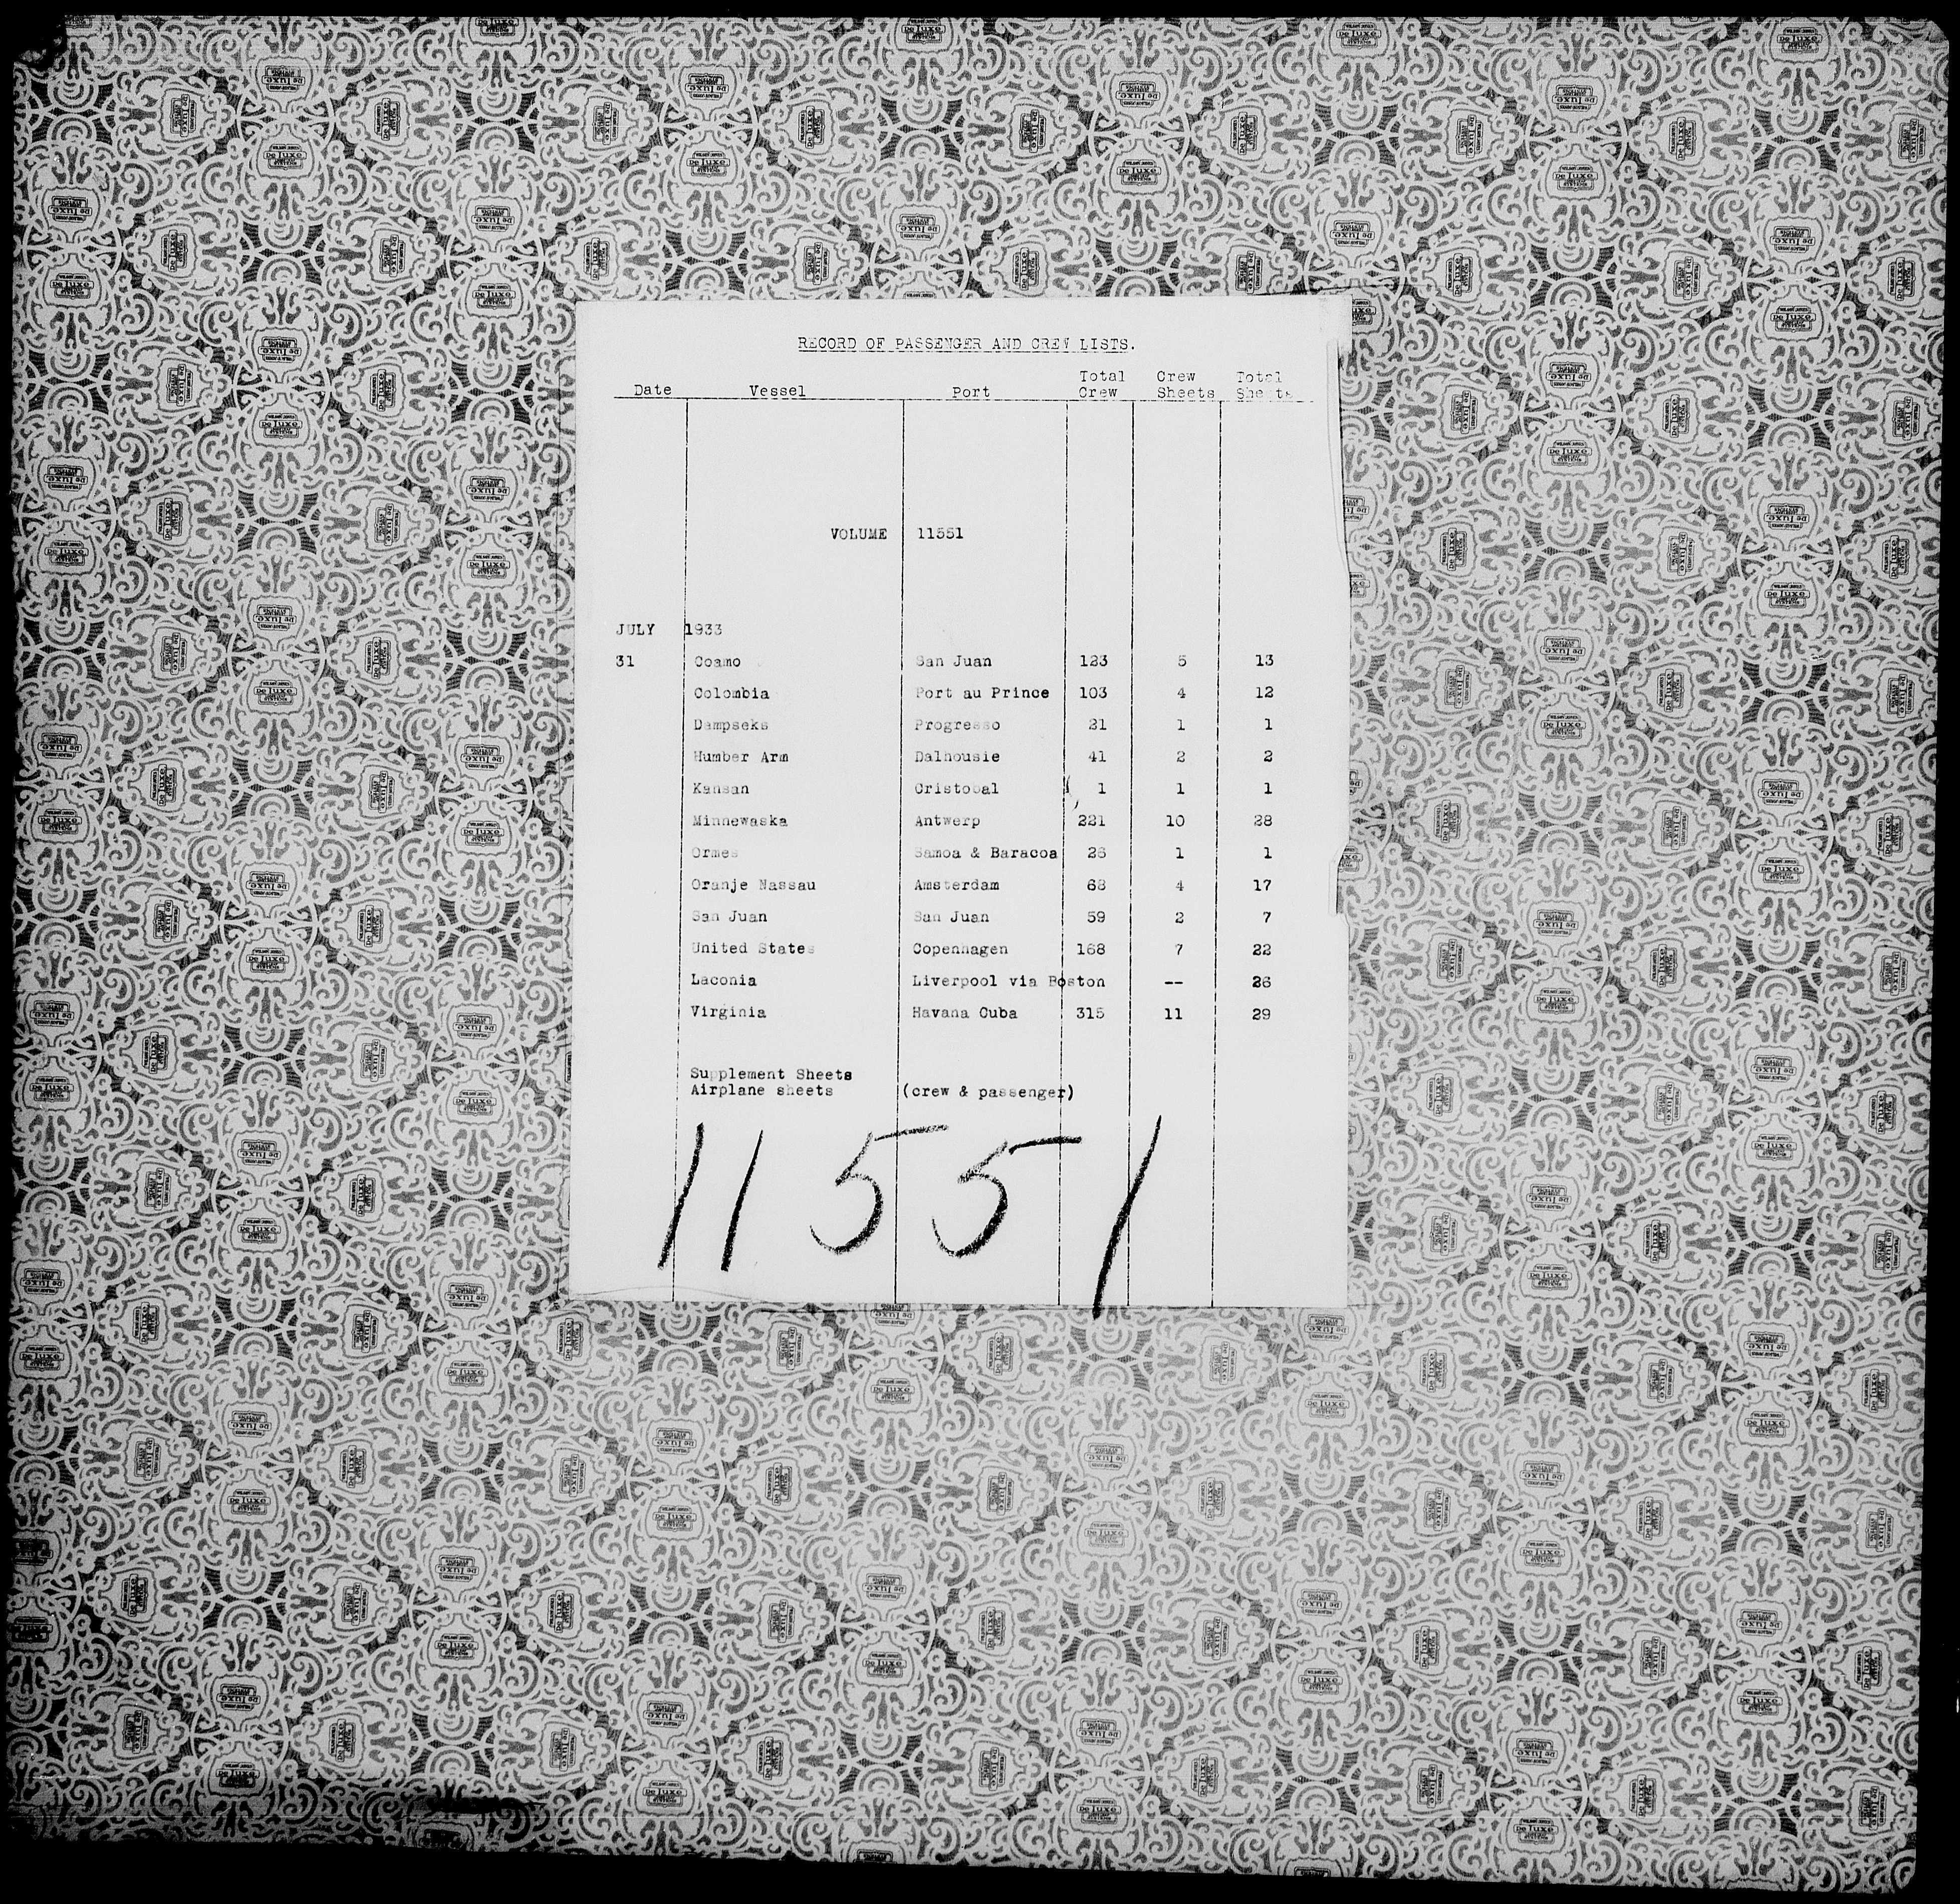 RECORD OF PASSENGER AND CREW LISTS.
Date Vessel Port Total Crew Crew Sheets Total Sheets
VOLUME 11551
JULY 1933
31 Coamo San Juan 123 5 13
Colombia Port au Prince 103 4 12
Dampseks Progresso 21 1 1
Humber Arm Dalhousie 41 2 2
Kansan Cristobal 1 1 1
Minnewaska Antwerp 221 10 28
Ormes Samoa & Baracoa 1 1
Oranje Nassau Amsterdam 4 17
San Juan San Juan 59 2 7
United States Copenhagen 168 7 22
Laconia Liverpool via Boston -- 26
Virginia Havana Cuba 315 11 29
Supplement Sheets
Airplane sheets (crew & passenger)
11551
De luxe